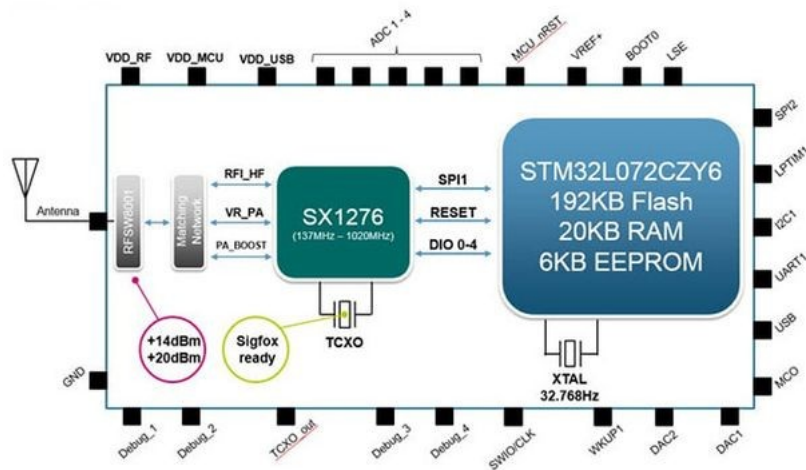 ADC 1 - 4
MCU_nRST
VREF+
BOOT0
LSE
VDD_RF
VDD_MCU
VDD_USB
SPI2
LPTIM1
I2C1
UART1
USB
MCO
Antenna
RFSW8001
Matching
Network
RFI_HF
VR_PA
PA_BOOST
SX1276
(137MHz – 1020MHz)
SPI1
RESET
DIO 0-4
STM32L072CZY6
192KB Flash
20KB RAM
6KB EEPROM
+14dBm
+20dBm
Sigfox
ready
TCXO
XTAL
32.768Hz
GND
Debug_1
Debug_2
TCXO_out
Debug_3
Debug_4
SWIO/CLK
WKUP1
DAC2
DAC1